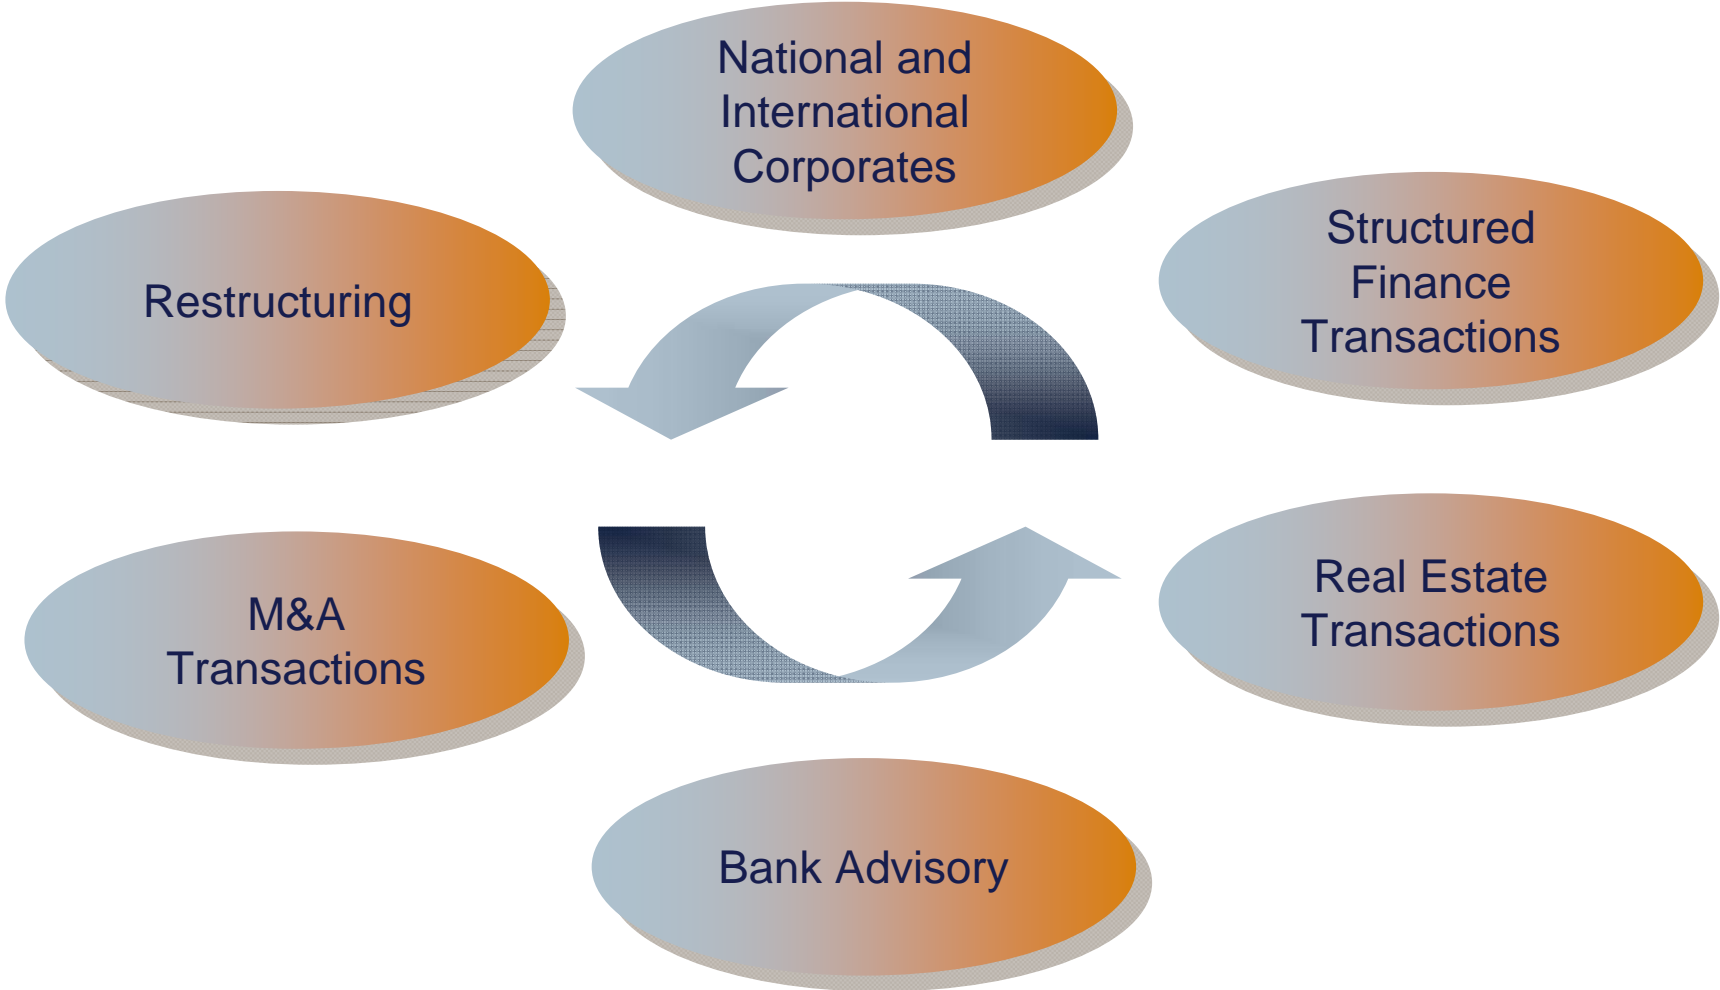 National and
International
Corporates
Restructuring
Structured
Finance
Transactions
M&A
Transactions
Real Estate
Transactions
Bank Advisory